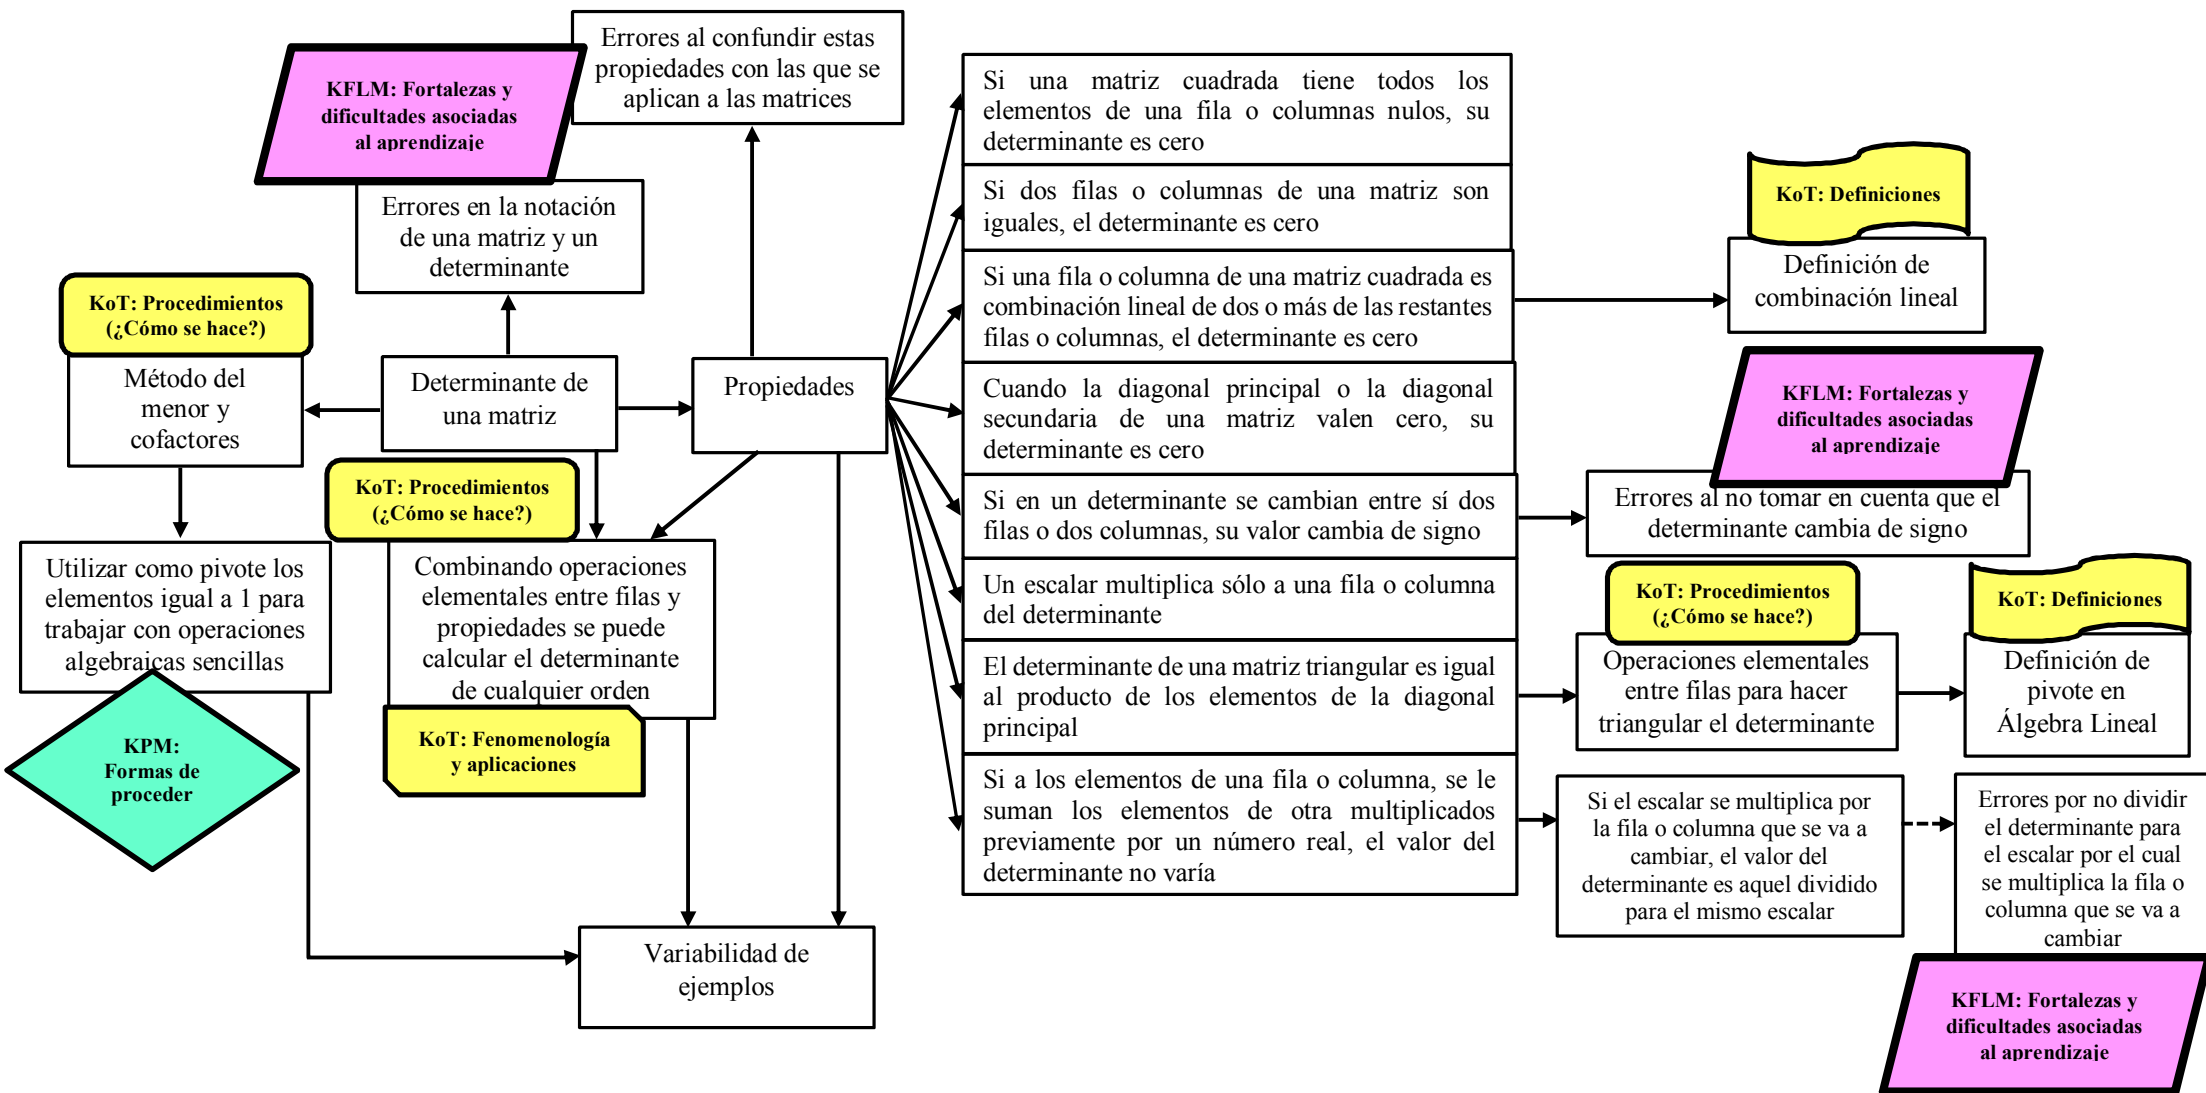 Errores al confundir estas
propiedades con las que se
aplican a las matrices
KFLM: Fortalezas y
dificultades asociadas
al aprendizaje
Errores en la notación
de una matriz y un
determinante
KoT: Procedimientos
(¿Cómo se hace?)
Método del
menor y
cofactores
Determinante de
una matriz
Propiedades
KoT: Procedimientos
(¿Cómo se hace?)
Utilizar como pivote los
elementos igual a 1 para
trabajar con operaciones
algebraicas sencillas
KPM:
Formas de
proceder
Combinando operaciones
elementales entre filas y
propiedades se puede
calcular el determinante
de cualquier orden
KoT: Fenomenología
y aplicaciones
Variabilidad de
ejemplos
Si una matriz cuadrada tiene todos los
elementos de una fila o columnas nulos, su
determinante es cero
Si dos filas o columnas de una matriz son
iguales, el determinante es cero
Si una fila o columna de una matriz cuadrada es
combinación lineal de dos o más de las restantes
filas o columnas, el determinante es cero
Cuando la diagonal principal o la diagonal
secundaria de una matriz valen cero, su
determinante es cero
Si en un determinante se cambian entre sí dos
filas o dos columnas, su valor cambia de signo
Un escalar multiplica sólo a una fila o columna
del determinante
El determinante de una matriz triangular es igual
al producto de los elementos de la diagonal
principal
Si a los elementos de una fila o columna, se le
suman los elementos de otra multiplicados
previamente por un número real, el valor del
determinante no varía
KoT: Definiciones
Definición de
combinación lineal
KFLM: Fortalezas y
dificultades asociadas
al aprendizaje
Errores al no tomar en cuenta que el
determinante cambia de signo
KoT: Procedimientos
(¿Cómo se hace?)
Operaciones elementales
entre filas para hacer
triangular el determinante
KoT: Definiciones
Definición de
pivote en
Álgebra Lineal
Si el escalar se multiplica por
la fila o columna que se va a
cambiar, el valor del
determinante es aquel dividido
para el mismo escalar
Errores por no dividir
el determinante para
el escalar por el cual
se multiplica la fila o
columna que se va a
cambiar
KFLM: Fortalezas y
dificultades asociadas
al aprendizaje